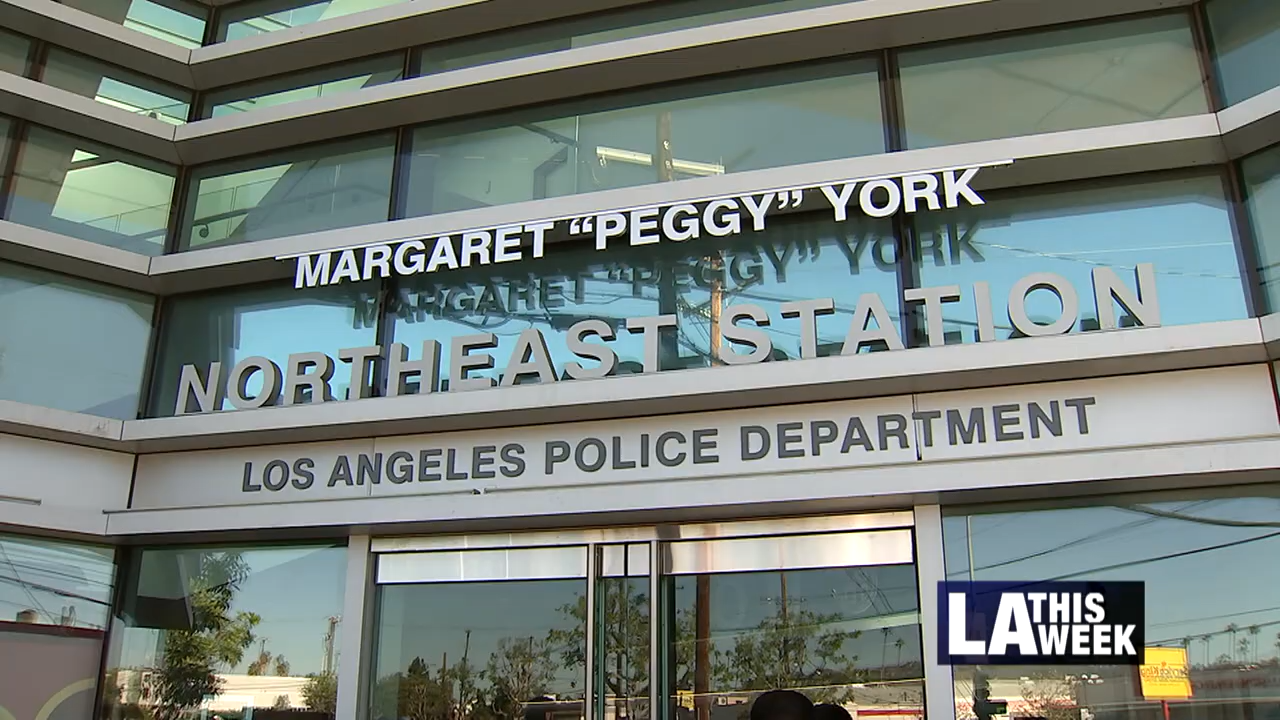 MARGARET “PEGGY” YORK
NORTHEAST STATION
LOS ANGELES POLICE DEPARTMENT
LA THIS
WEEK